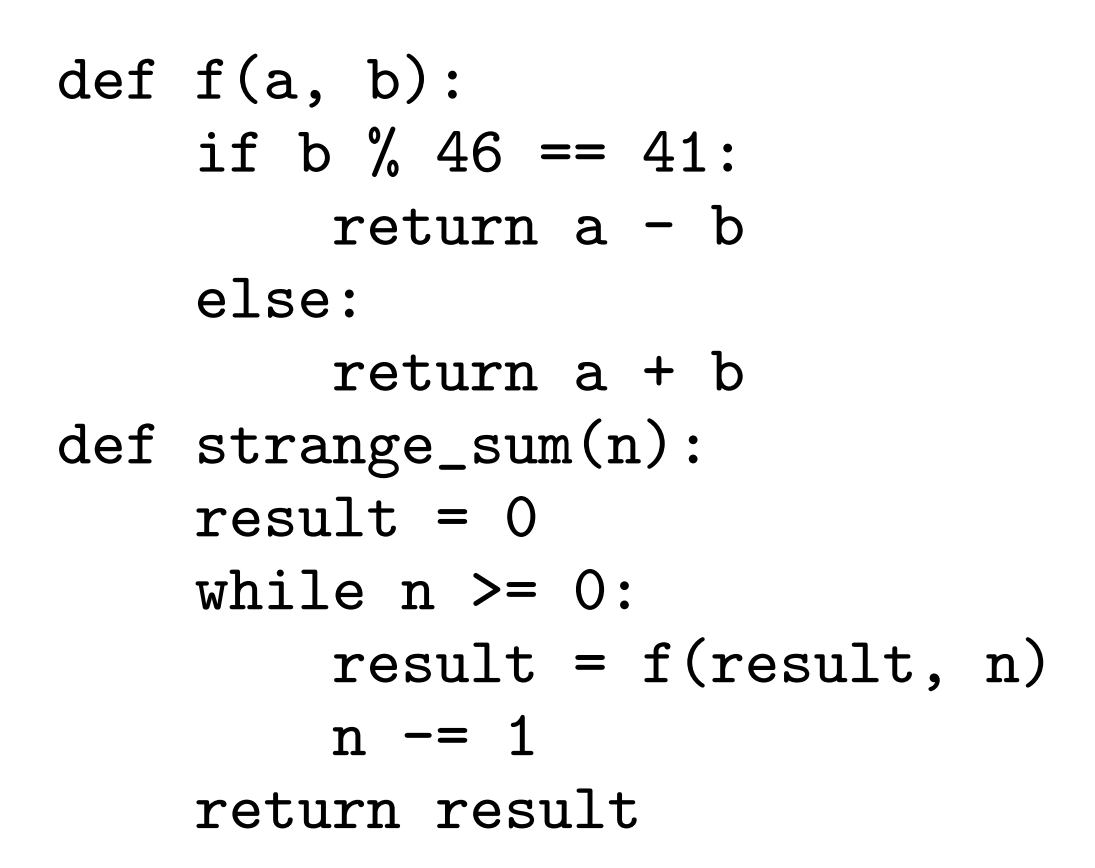 def f(a, b):
    if b % 46 == 41:
        return a - b
    else:
        return a + b
def strange_sum(n):
    result = 0
    while n >= 0:
        result = f(result, n)
        n -= 1
    return result